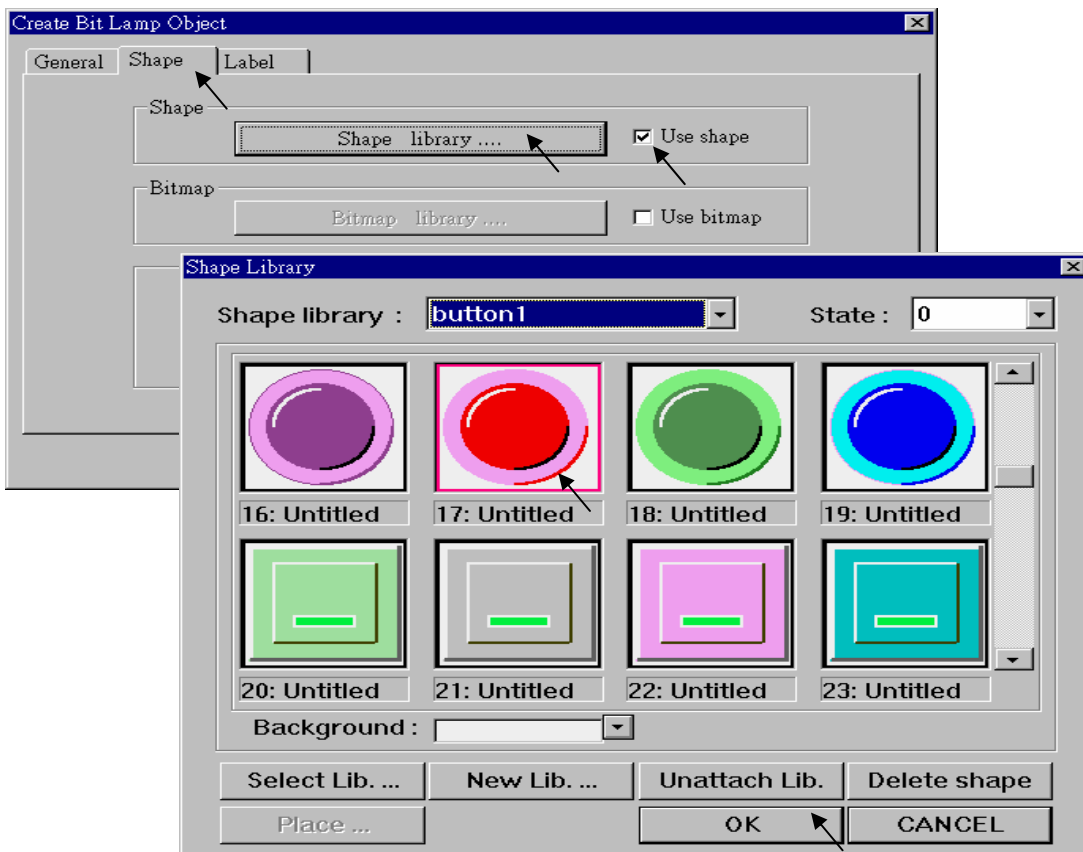 Create Bit Lamp Object
General Shape Label
Shape
Shape library .... Use shape
Bitmap
Bitmap library .... Use bitmap
Shape Library
Shape library : button1 State : 0
16: Untitled 17: Untitled 18: Untitled 19: Untitled
20: Untitled 21: Untitled 22: Untitled 23: Untitled
Background :
Select Lib. ... New Lib. ... Unattach Lib. Delete shape
Place ... OK CANCEL